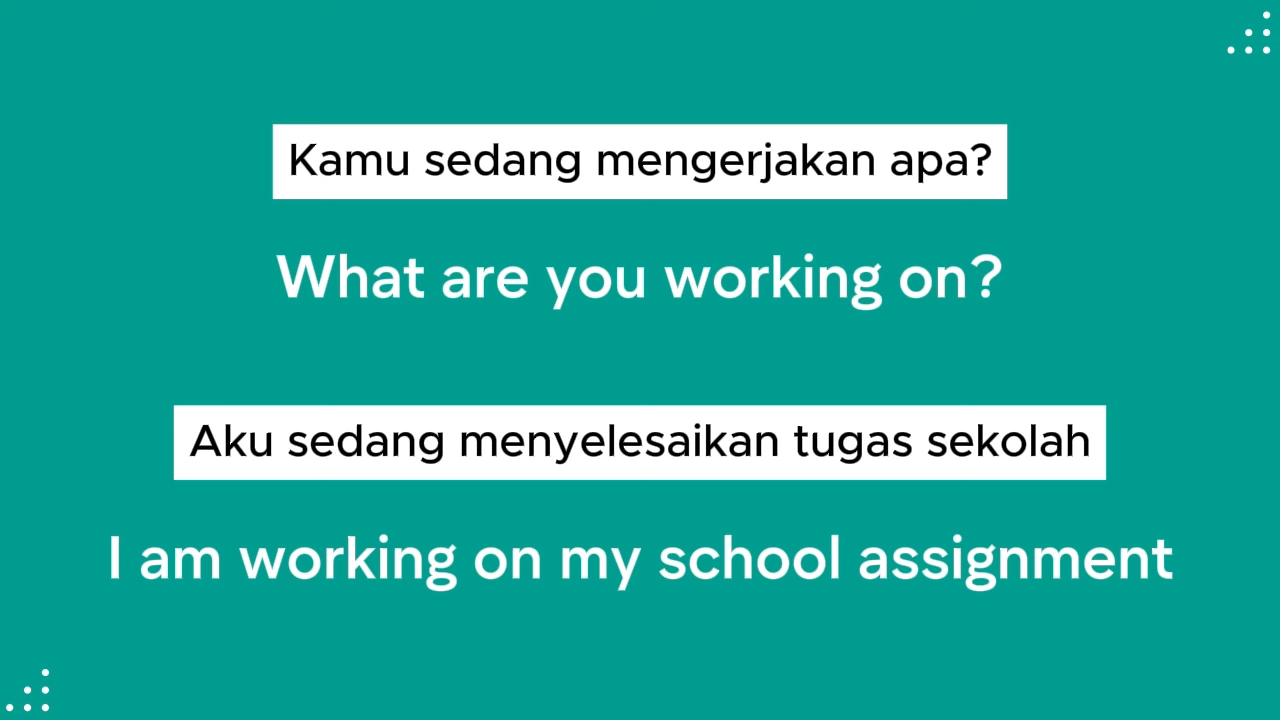 Kamu sedang mengerjakan apa?
What are you working on?
Aku sedang menyelesaikan tugas sekolah
I am working on my school assignment